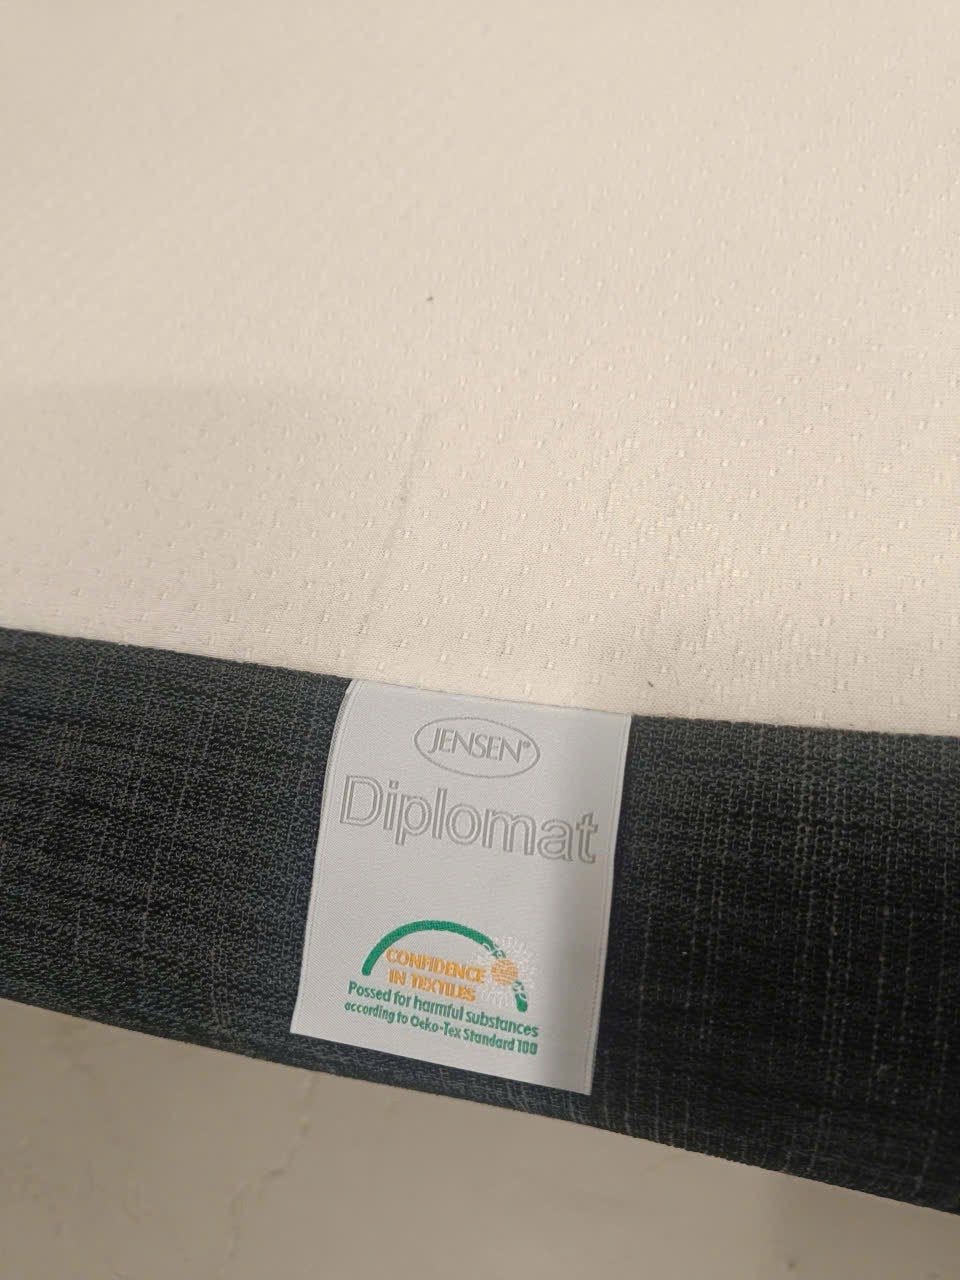 JENSEN®
Diplomat
CONFIDENCE
IN TEXTILES
Possed for harmful substances
according to Oeko-Tex Standard 100